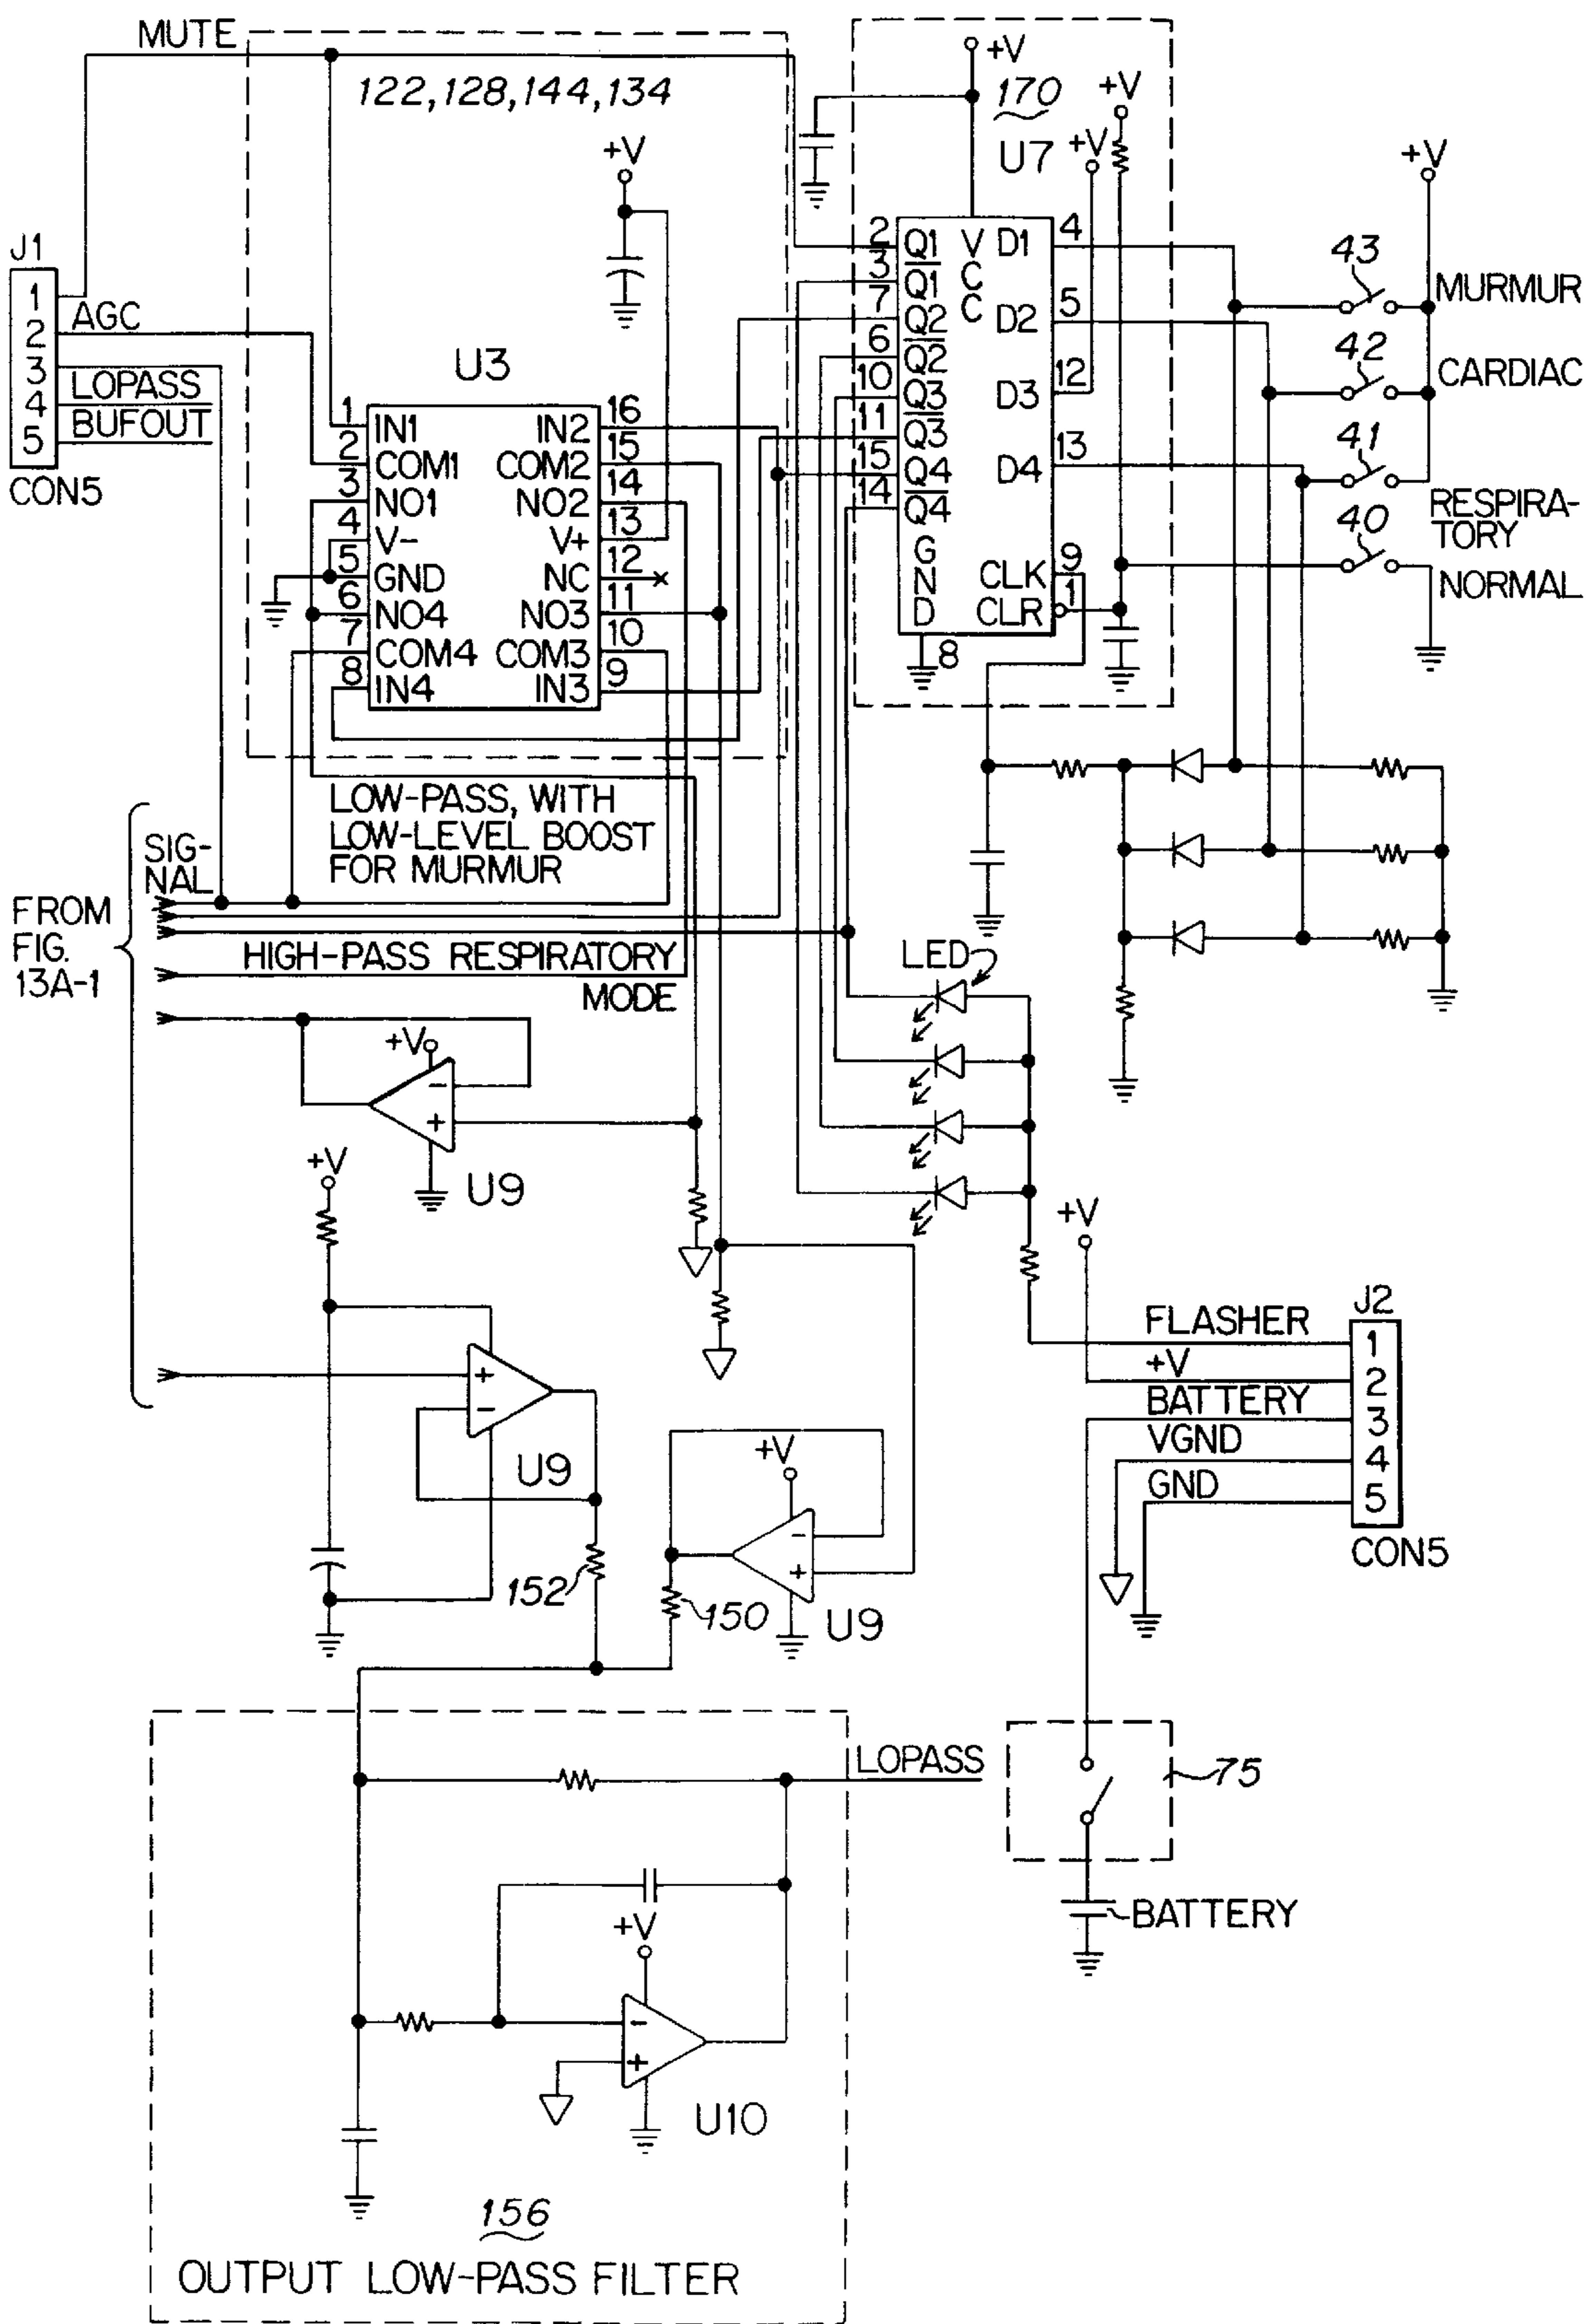 MUTE
122, 128, 144, 134
+V
170
+V
U7
+V
+V
+V
J1
1
2
3
4
5
AGC
LOPASS
BUFOUT
CON5
U3
1 IN1 IN2 16
2 COM1 COM2 15
3 NO1 NO2 14
4 V- V+ 13
5 GND NC 12
6 NO4 NO3 11
7 COM4 COM3 10
8 IN4 IN3 9
2 Q1 V D1 4
3 Q1 C
7 Q2 C D2 5
6 Q2
10 Q3 D3 12
11 Q3
15 Q4 D4 13
14 Q4
G
N CLK 9
D CLR 1
8
43
MURMUR
42
CARDIAC
41
RESPIRA-
TORY
40
NORMAL
LOW-PASS, WITH
LOW-LEVEL BOOST
FOR MURMUR
SIG-
NAL
FROM
FIG.
13A-1
HIGH-PASS RESPIRATORY
MODE
LED
+V
-
+
U9
+V
+
-
U9
152
+V
-
+
U9
150
+V
J2
FLASHER 1
+V 2
BATTERY 3
VGND 4
GND 5
CON5
LOPASS
75
BATTERY
+V
-
+
U10
156
OUTPUT LOW-PASS FILTER